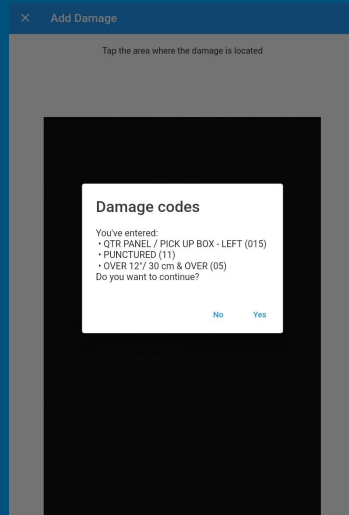 × Add Damage
Tap the area where the damage is located
Damage codes
You've entered:
• QTR PANEL / PICK UP BOX - LEFT (015)
• PUNCTURED (11)
• OVER 12"/ 30 cm & OVER (05)
Do you want to continue?
No Yes